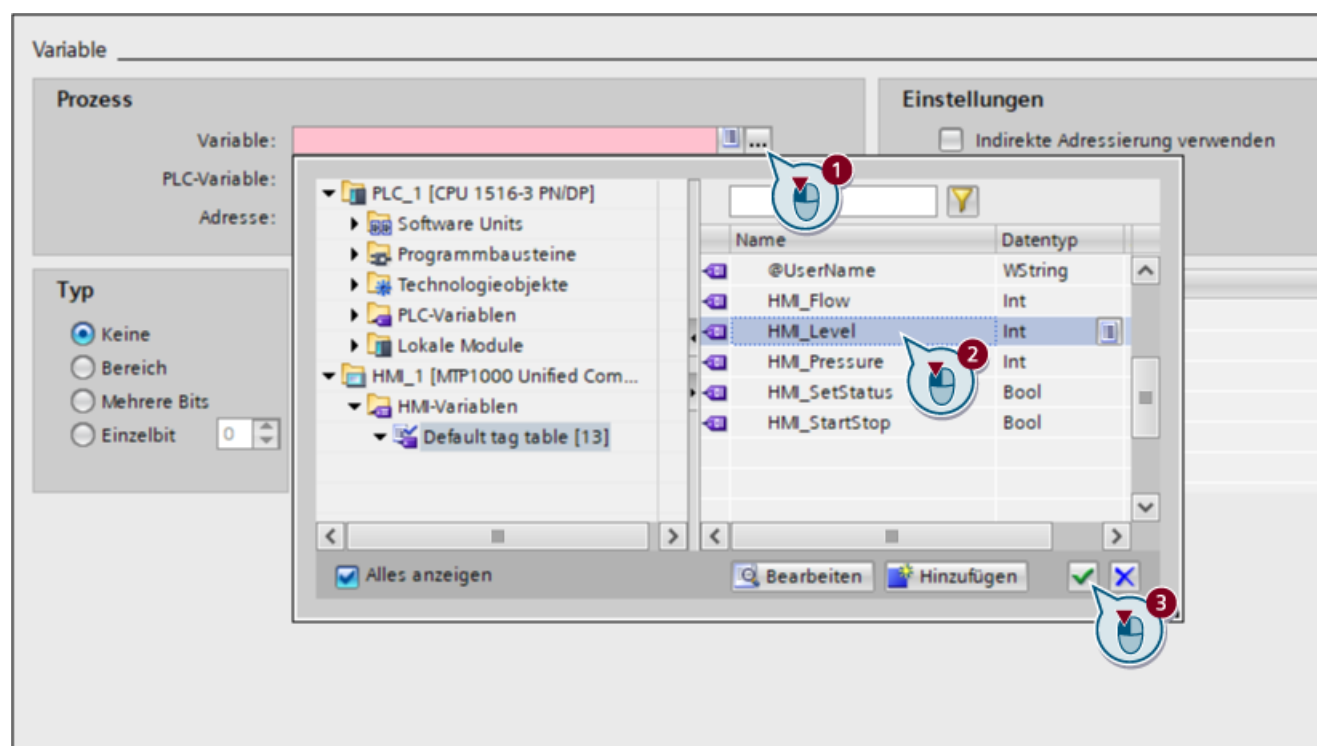 Variable
Prozess
Variable:
PLC-Variable:
Adresse:
Einstellungen
Indirekte Adressierung verwenden
Typ
Keine
Bereich
Mehrere Bits
Einzelbit 0
...
1
PLC_1 [CPU 1516-3 PN/DP]
Software Units
Programmbausteine
Technologieobjekte
PLC-Variablen
Lokale Module
HMI_1 [MTP1000 Unified Com...
HMI-Variablen
Default tag table [13]
Name Datentyp
@UserName WString
HMI_Flow Int
HMI_Level Int
2
HMI_Pressure Int
HMI_SetStatus Bool
HMI_StartStop Bool
Alles anzeigen
Bearbeiten Hinzufügen
3